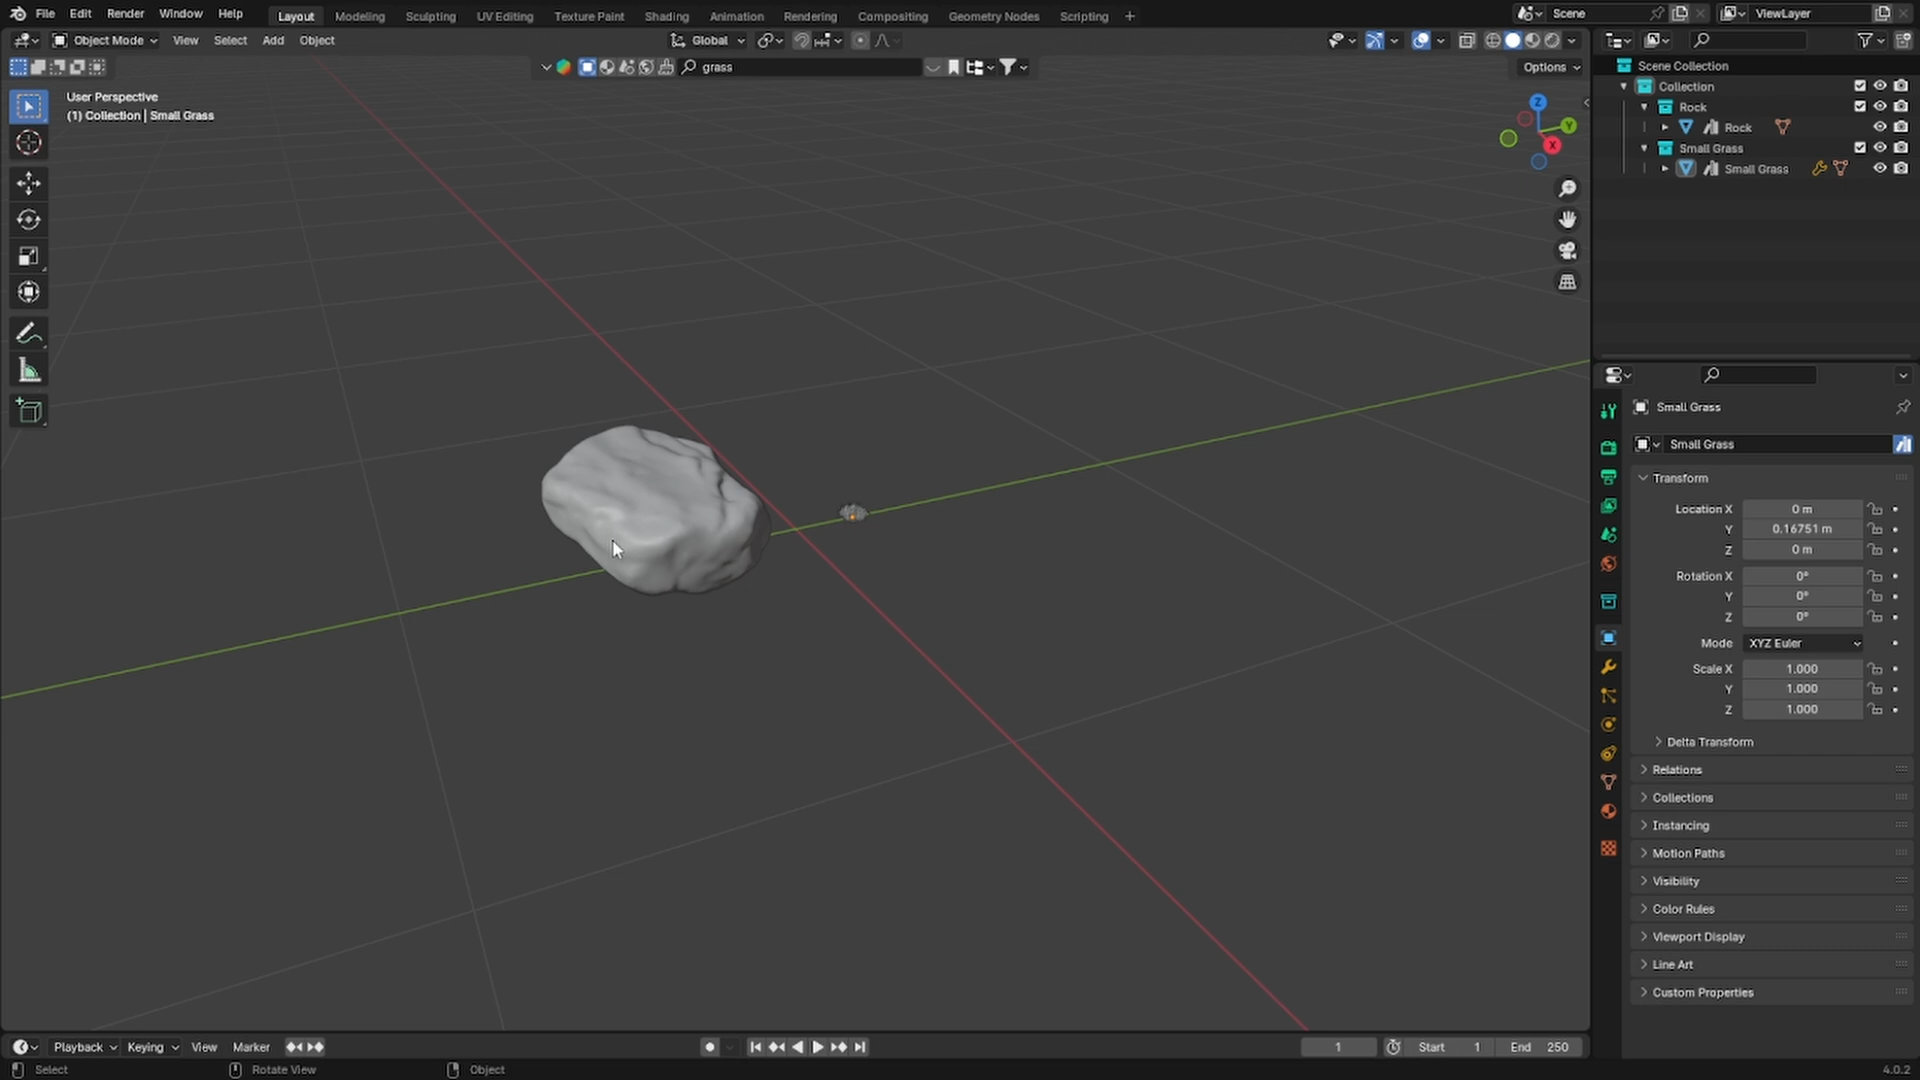 File Edit Render Window Help
Layout Modeling Sculpting UV Editing Texture Paint Shading Animation Rendering Compositing Geometry Nodes Scripting +
Scene
ViewLayer
Object Mode View Select Add Object
Global
grass
Options
User Perspective
(1) Collection | Small Grass
Z
Y
X
Scene Collection
Collection
Rock
Rock
Small Grass
Small Grass
Small Grass
Small Grass
Transform
Location X 0 m
Y 0.16751 m
Z 0 m
Rotation X 0°
Y 0°
Z 0°
Mode XYZ Euler
Scale X 1.000
Y 1.000
Z 1.000
Delta Transform
Relations
Collections
Instancing
Motion Paths
Visibility
Color Rules
Viewport Display
Line Art
Custom Properties
Playback Keying View Marker
1 Start 1 End 250
Select Rotate View Object
4.0.2